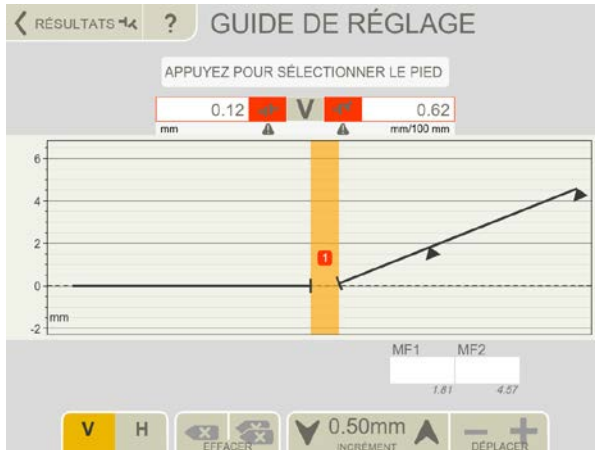 RÉSULTATS ? GUIDE DE RÉGLAGE
APPUYEZ POUR SÉLECTIONNER LE PIED
0.12 V 0.62
mm mm/100 mm
6
4
2
1
0
mm
-2
MF1 MF2
1.81 4.57
V H 0.50mm
EFFACER INCRÉMENT DÉPLACER